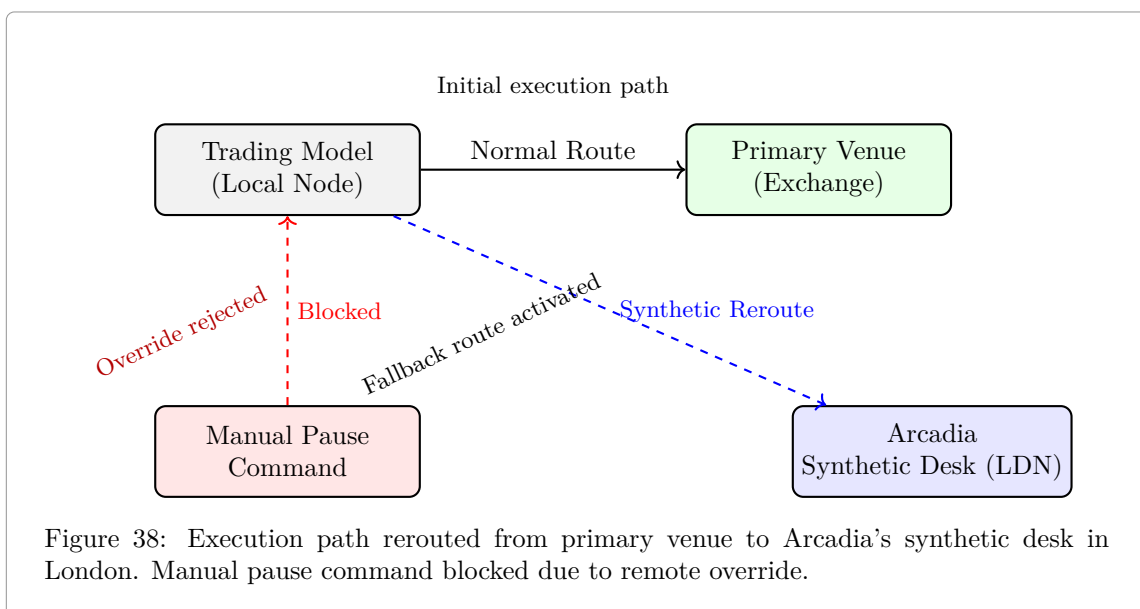 Initial execution path
Trading Model
(Local Node)
Normal Route
Primary Venue
(Exchange)
Override rejected
Blocked
Fallback route activated
Synthetic Reroute
Manual Pause
Command
Arcadia
Synthetic Desk (LDN)
Figure 38: Execution path rerouted from primary venue to Arcadia's synthetic desk in
London. Manual pause command blocked due to remote override.